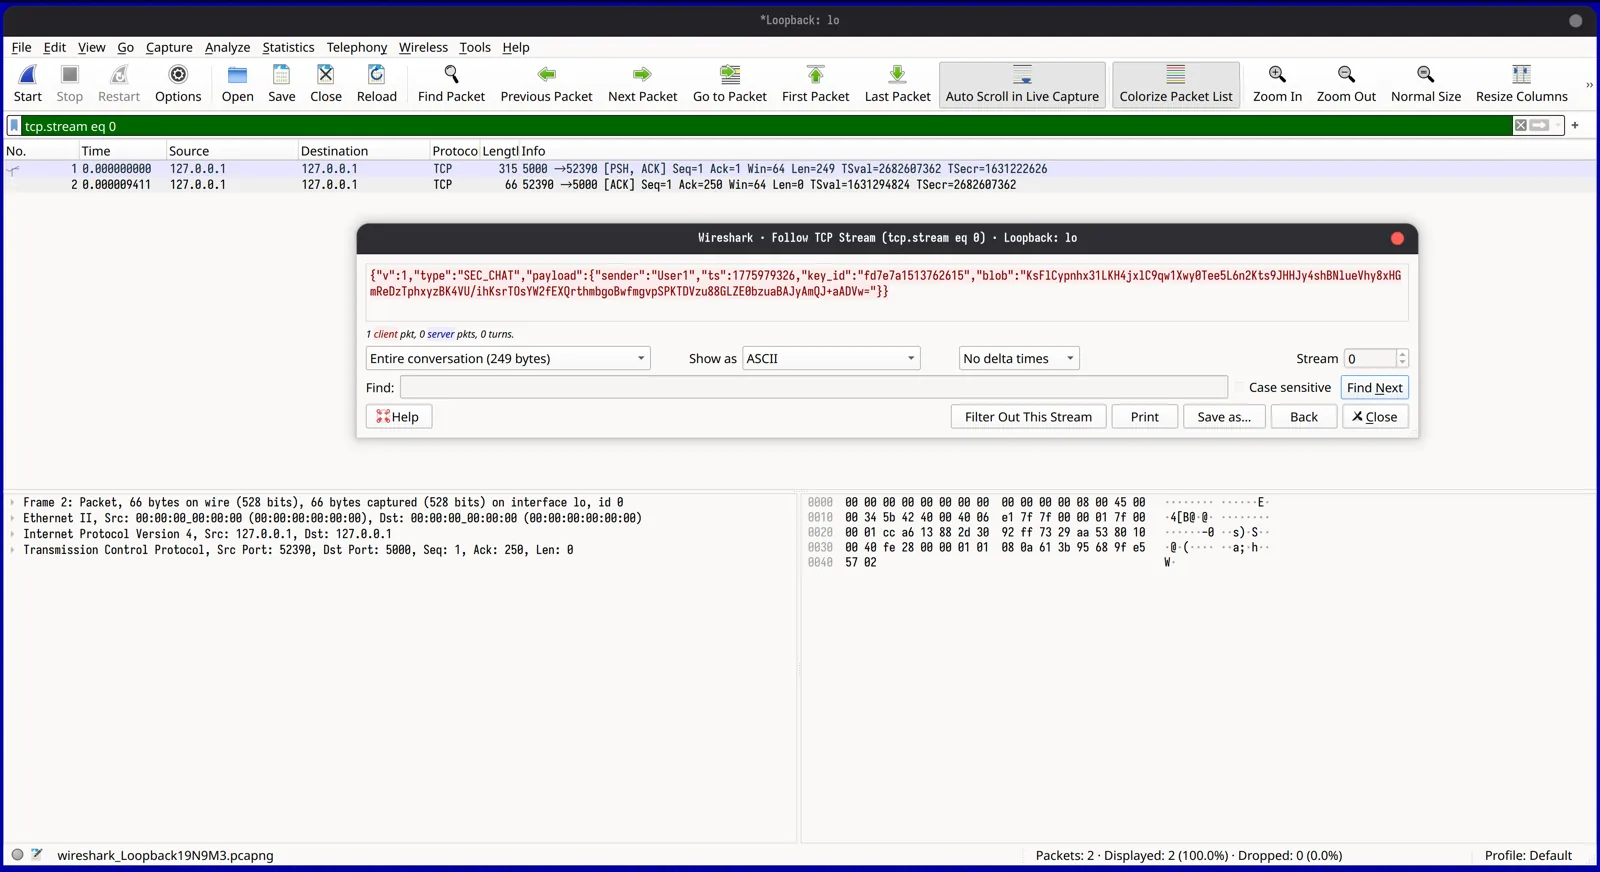 *Loopback: lo
File Edit View Go Capture Analyze Statistics Telephony Wireless Tools Help
Start Stop Restart Options Open Save Close Reload Find Packet Previous Packet Next Packet Go to Packet First Packet Last Packet Auto Scroll in Live Capture Colorize Packet List Zoom In Zoom Out Normal Size Resize Columns »
tcp.stream eq 0 +
No. Time Source Destination Protoco Lengtl Info
1 0.000000000 127.0.0.1 127.0.0.1 TCP 315 5000 → 52390 [PSH, ACK] Seq=1 Ack=1 Win=64 Len=249 TSval=2682607362 TSecr=1631222626
2 0.000009411 127.0.0.1 127.0.0.1 TCP 66 52390 → 5000 [ACK] Seq=1 Ack=250 Win=64 Len=0 TSval=1631294824 TSecr=2682607362
Wireshark · Follow TCP Stream (tcp.stream eq 0) · Loopback: lo
{"v":1,"type":"SEC_CHAT","payload":{"sender":"User1","ts":1775979326,"key_id":"fd7e7a1513762615","blob":"KsFlCypnhx31LKH4jxlC9qw1Xwy0Tee5L6n2Kts9JHHJy4shBNlueVhy8xHG
mReDzTphxyzBK4VU/ihKsrTOsYW2fEXQrthmbgoBwfmgvpSPKTDVzu88GLZE0bzuaBAJyAmQJ+aADVw="}}
1 client pkt, 0 server pkts, 0 turns.
Entire conversation (249 bytes) Show as ASCII No delta times Stream 0
Find: Case sensitive Find Next
Help Filter Out This Stream Print Save as... Back Close
Frame 2: Packet, 66 bytes on wire (528 bits), 66 bytes captured (528 bits) on interface lo, id 0
Ethernet II, Src: 00:00:00_00:00:00 (00:00:00:00:00:00), Dst: 00:00:00_00:00:00 (00:00:00:00:00:00)
Internet Protocol Version 4, Src: 127.0.0.1, Dst: 127.0.0.1
Transmission Control Protocol, Src Port: 52390, Dst Port: 5000, Seq: 1, Ack: 250, Len: 0
0000 00 00 00 00 00 00 00 00 00 00 00 00 08 00 45 00 ········ ······E·
0010 00 34 5b 42 40 00 40 06 e1 7f 7f 00 00 01 7f 00 ·4[B@·@· ········
0020 00 01 cc a6 13 88 2d 30 92 ff 73 29 aa 53 80 10 ······-0 ··s)·S··
0030 00 40 fe 28 00 00 01 01 08 0a 61 3b 95 68 9f e5 ·@·(···· ··a;·h··
0040 57 02 W·
wireshark_Loopback19N9M3.pcapng Packets: 2 · Displayed: 2 (100.0%) · Dropped: 0 (0.0%) Profile: Default